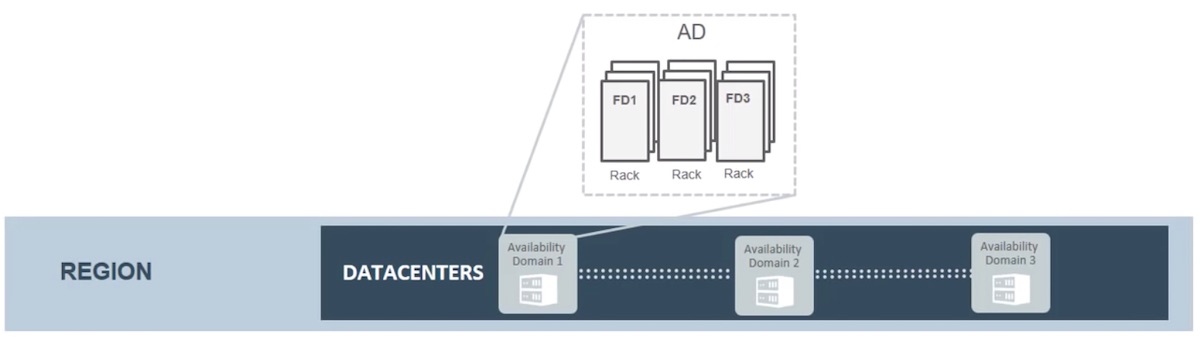 AD
FD1 FD2 FD3
Rack Rack Rack
REGION
DATACENTERS
Availability
Domain 1
Availability
Domain 2
Availability
Domain 3